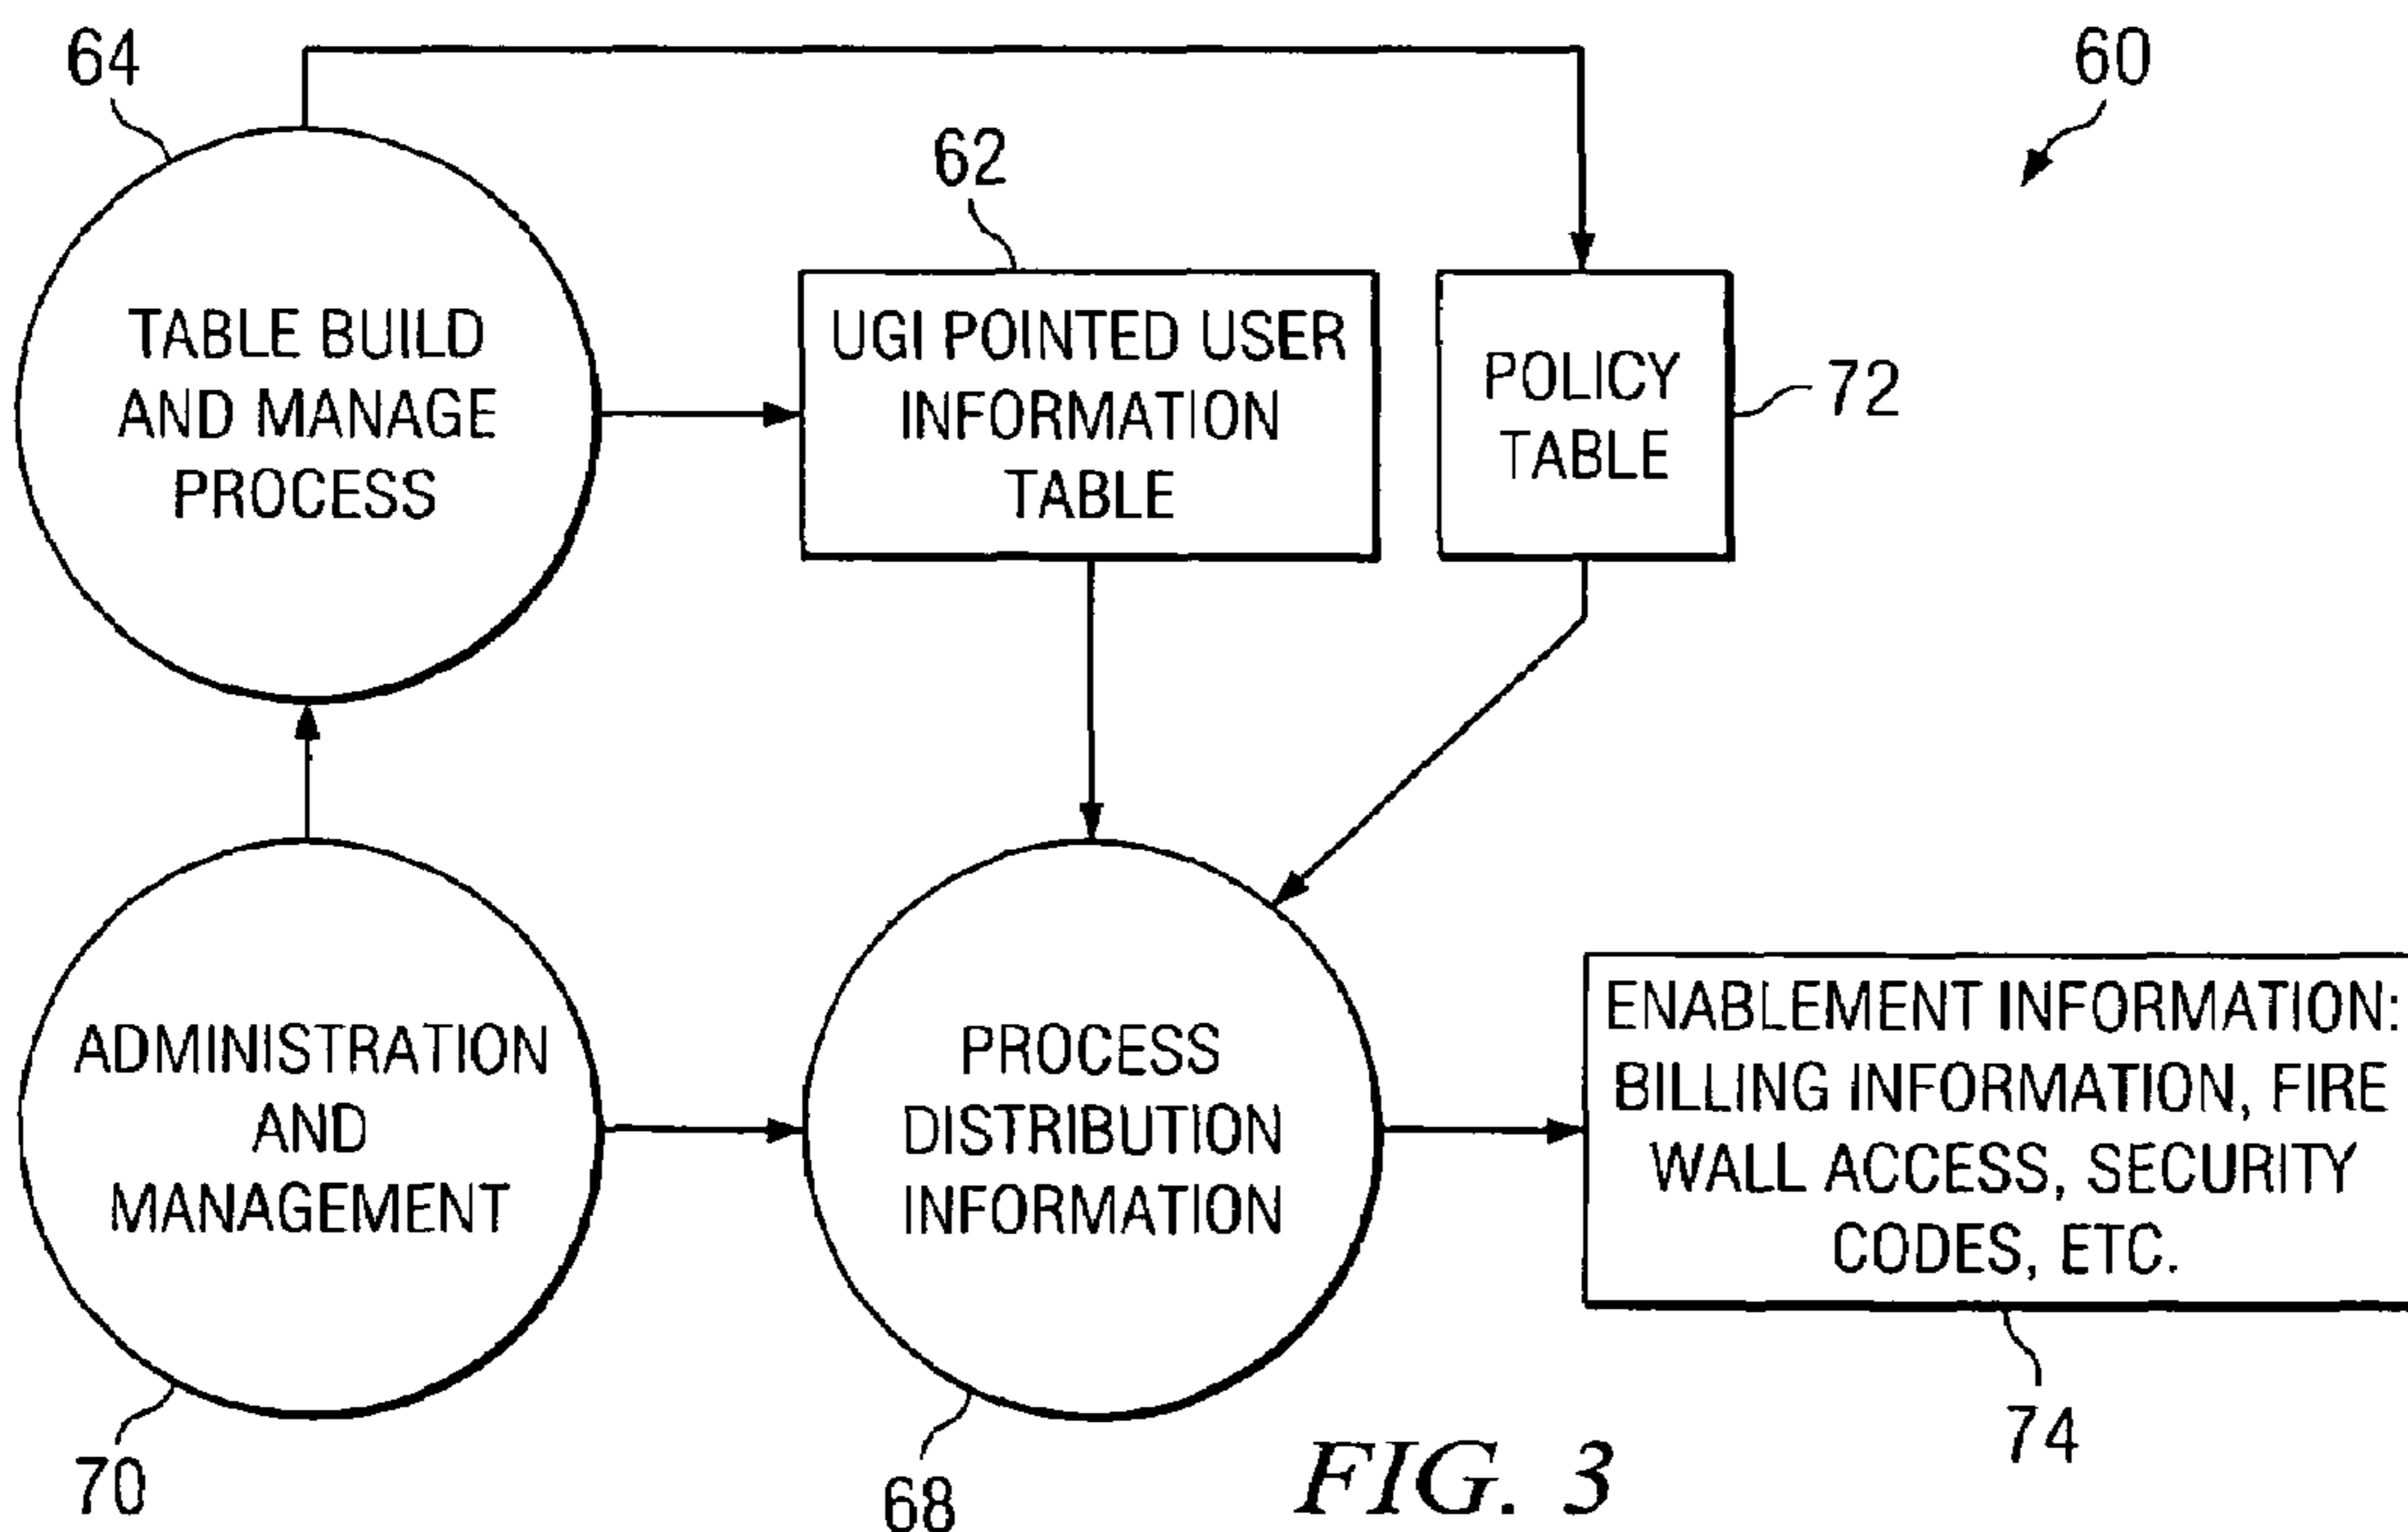 64
60
62
TABLE BUILD
AND MANAGE
PROCESS
UGI POINTED USER
INFORMATION
TABLE
POLICY
TABLE
72
ADMINISTRATION
AND
MANAGEMENT
PROCESS
DISTRIBUTION
INFORMATION
ENABLEMENT INFORMATION:
BILLING INFORMATION, FIRE
WALL ACCESS, SECURITY
CODES, ETC.
70
68
74
FIG. 3